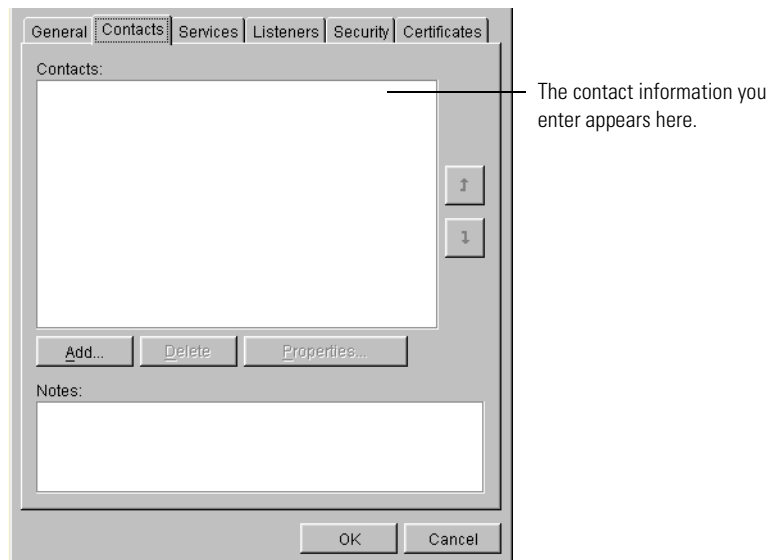 General Contacts Services Listeners Security Certificates
Contacts:
The contact information you
enter appears here.
Add... Delete Properties...
Notes:
OK Cancel